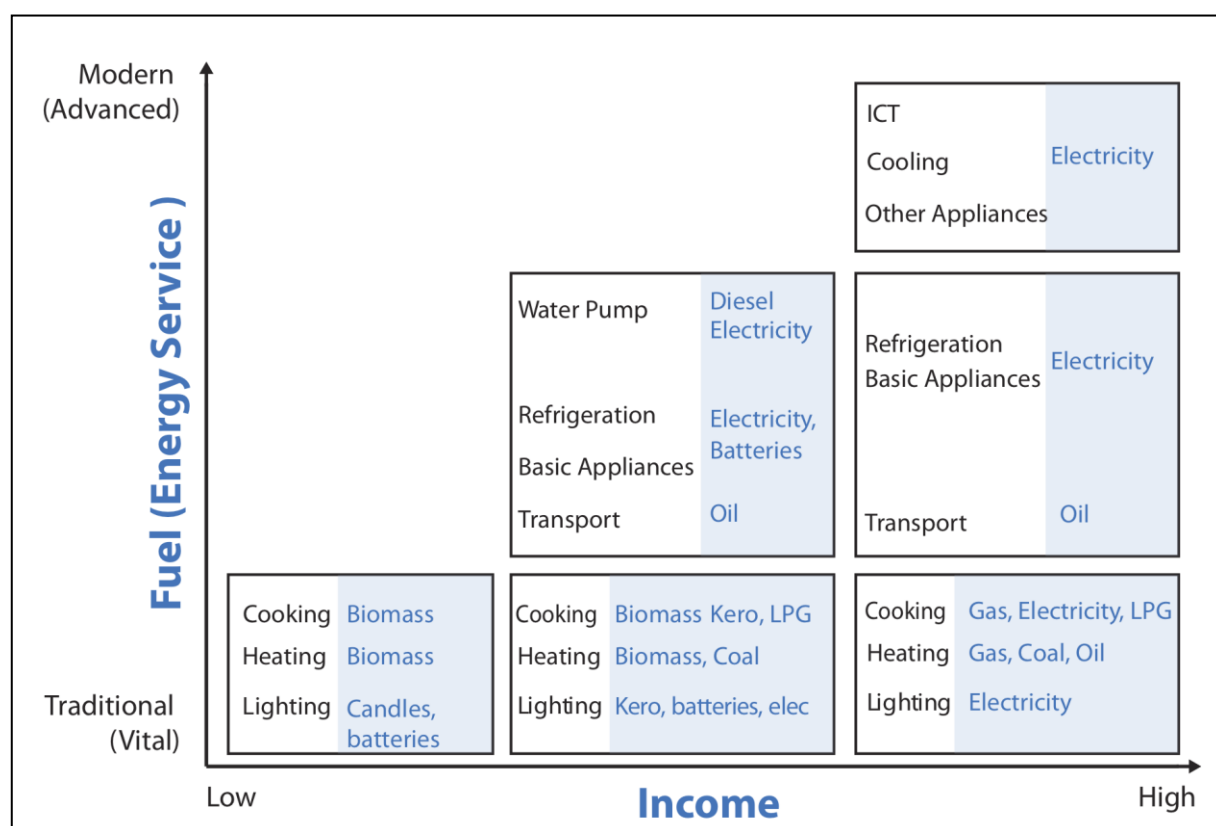 Modern
(Advanced)
Fuel (Energy Service )
Traditional
(Vital)
ICT
Cooling
Other Appliances
Electricity
Water Pump
Diesel
Electricity
Refrigeration
Basic Appliances
Electricity,
Batteries
Transport
Oil
Refrigeration
Basic Appliances
Electricity
Transport
Oil
Cooking Biomass
Heating Biomass
Lighting Candles,
batteries
Cooking Biomass Kero, LPG
Heating Biomass, Coal
Lighting Kero, batteries, elec
Cooking Gas, Electricity, LPG
Heating Gas, Coal, Oil
Lighting Electricity
Low
Income
High